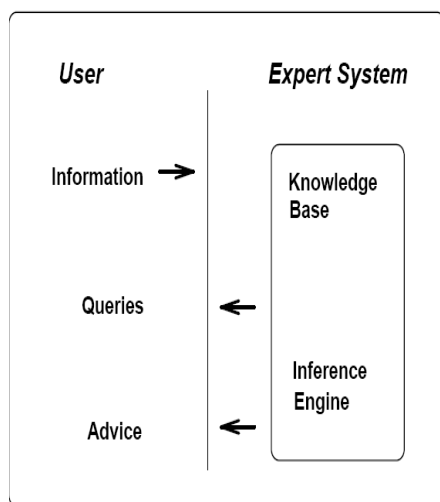 User
Expert System
Information
Knowledge
Base
Queries
Inference
Engine
Advice